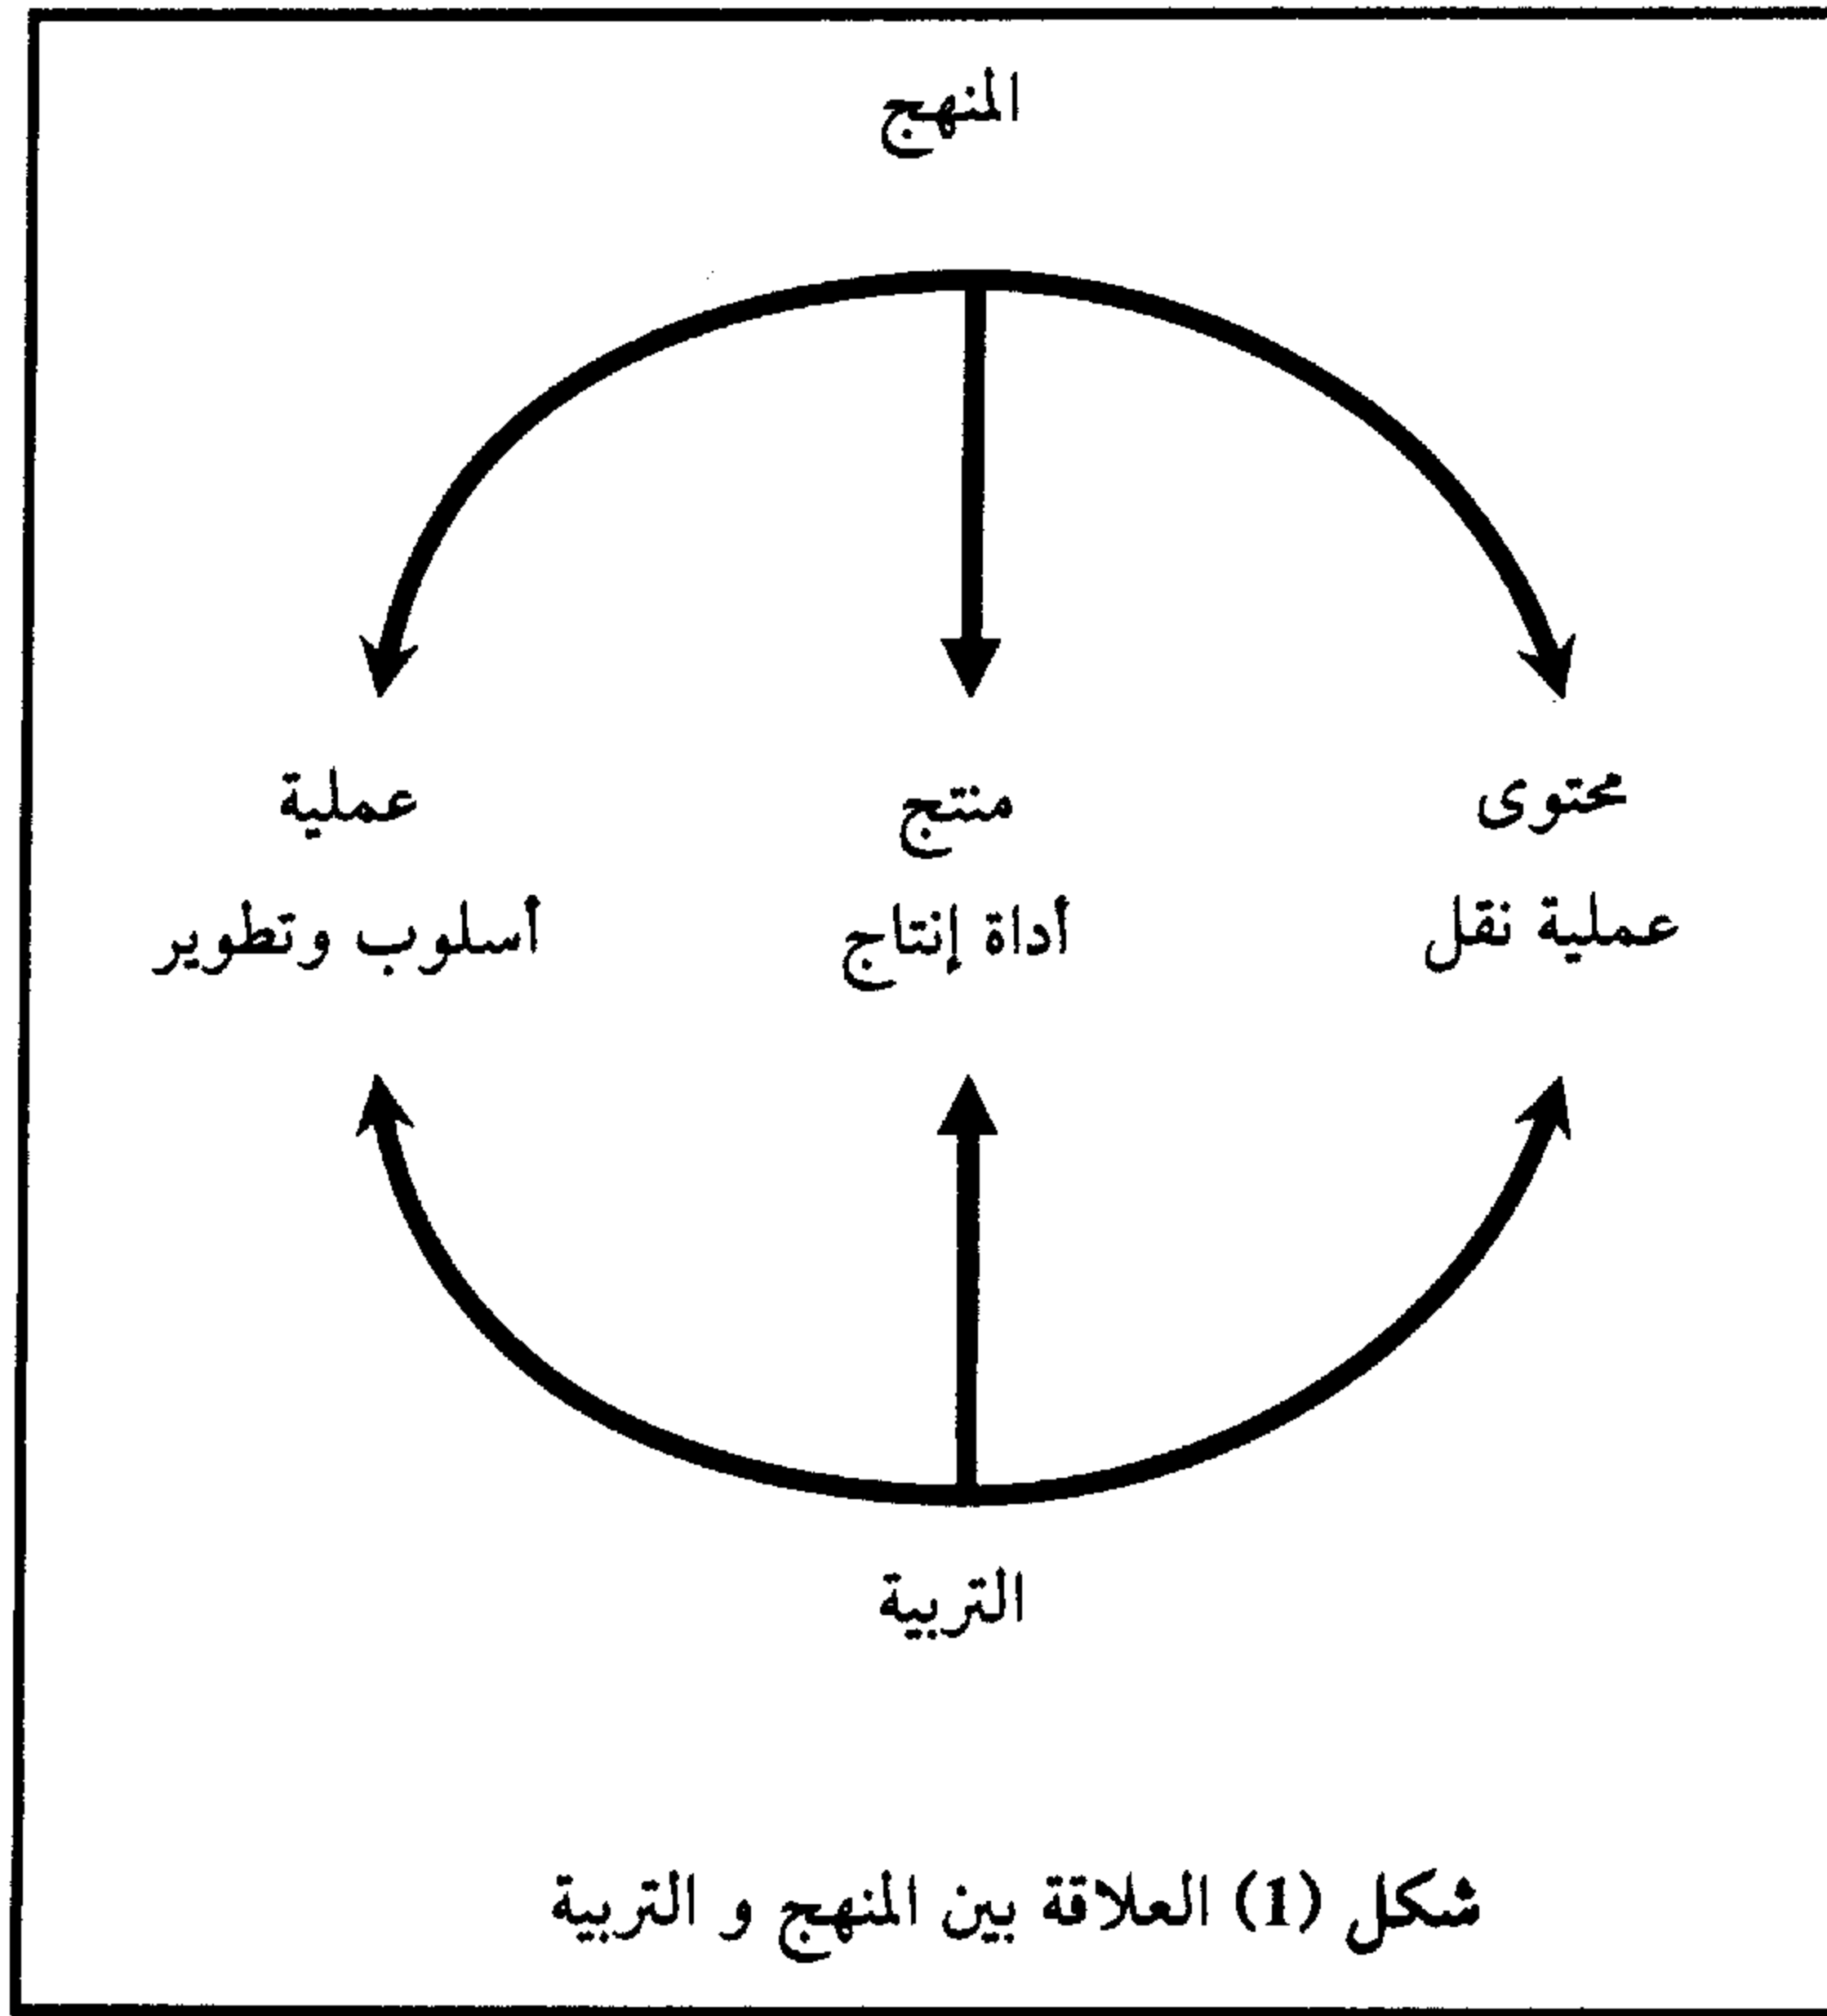 المنهج
محتوى منتج عملية
عملية نقل أداة إنتاج أسلوب وتطوير
التربية
شكل (1) العلاقة بين المنهج و التربية